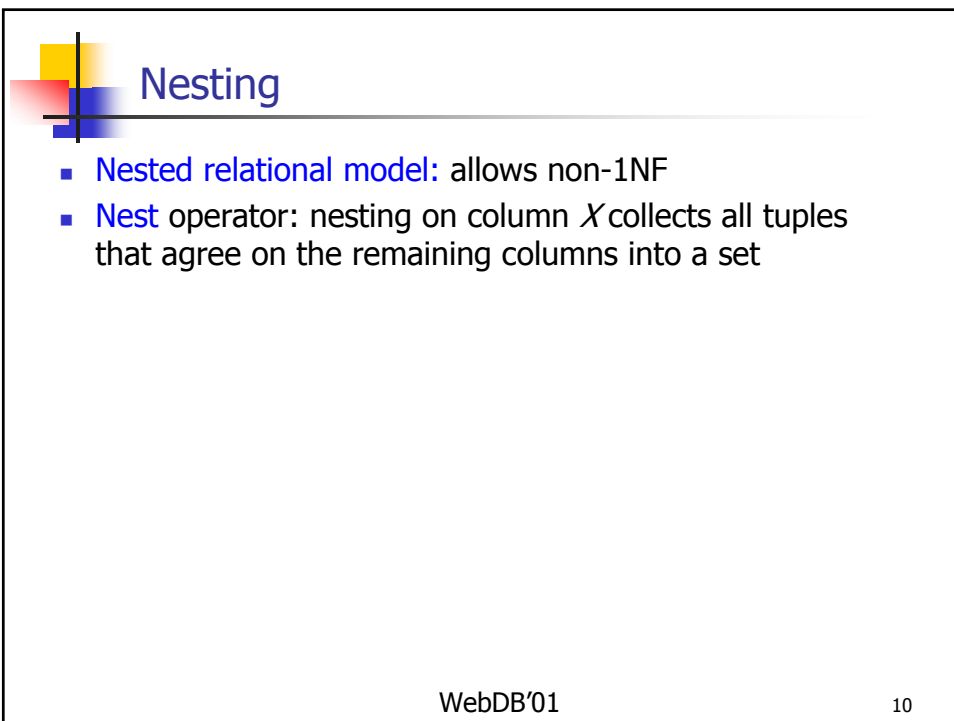 Nesting
Nested relational model: allows non-1NF
Nest operator: nesting on column X collects all tuples
that agree on the remaining columns into a set
WebDB’01
10